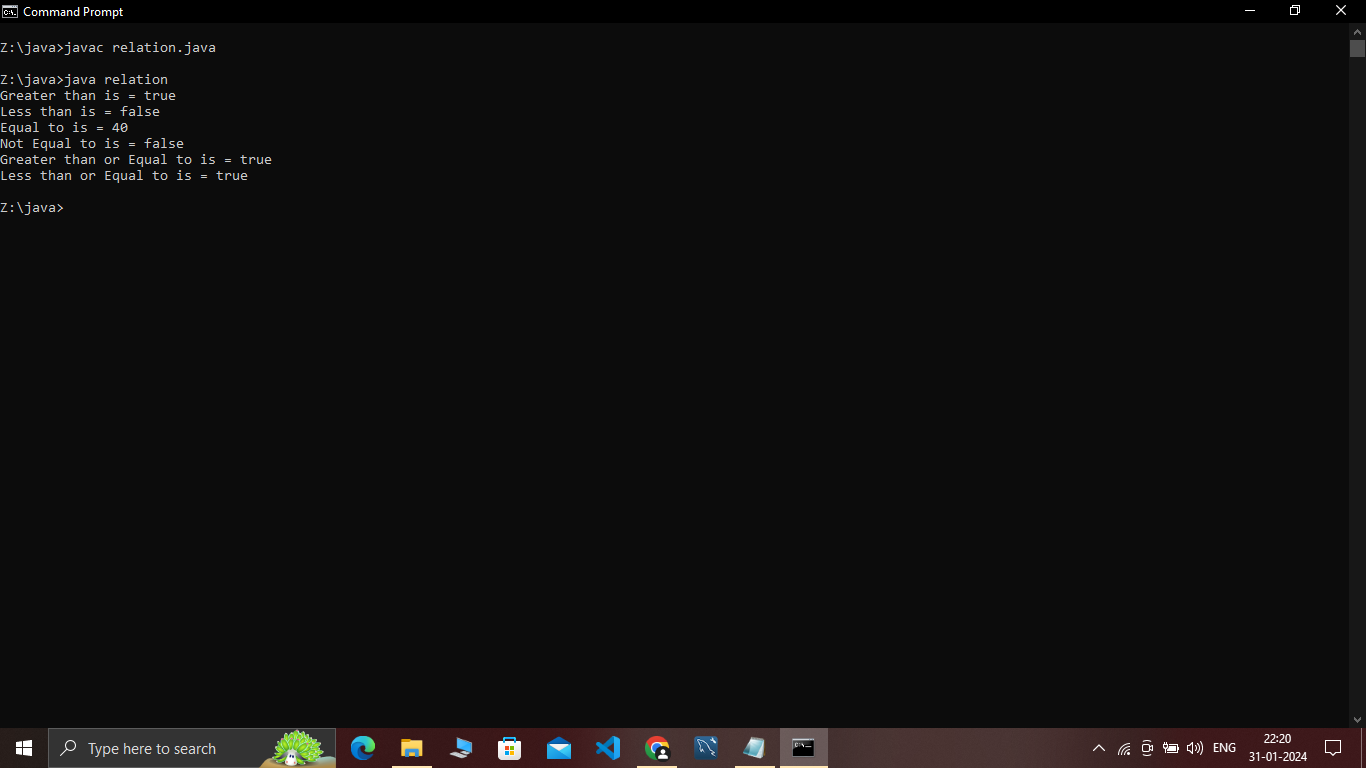 Command Prompt
Z:\java>javac relation.java
Z:\java>java relation
Greater than is = true
Less than is = false
Equal to is = 40
Not Equal to is = false
Greater than or Equal to is = true
Less than or Equal to is = true
Z:\java>
Type here to search
ENG
22:20
31-01-2024